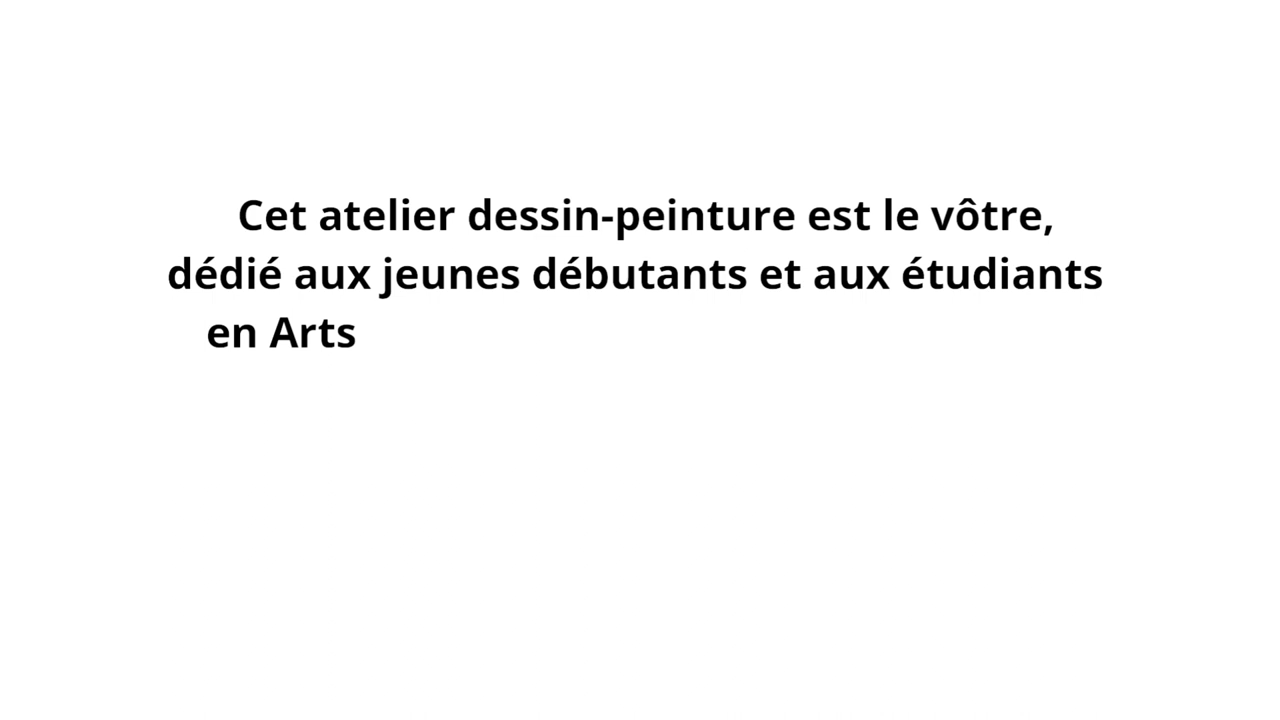 Cet atelier dessin-peinture est le vôtre,
dédié aux jeunes débutants et aux étudiants
en Arts